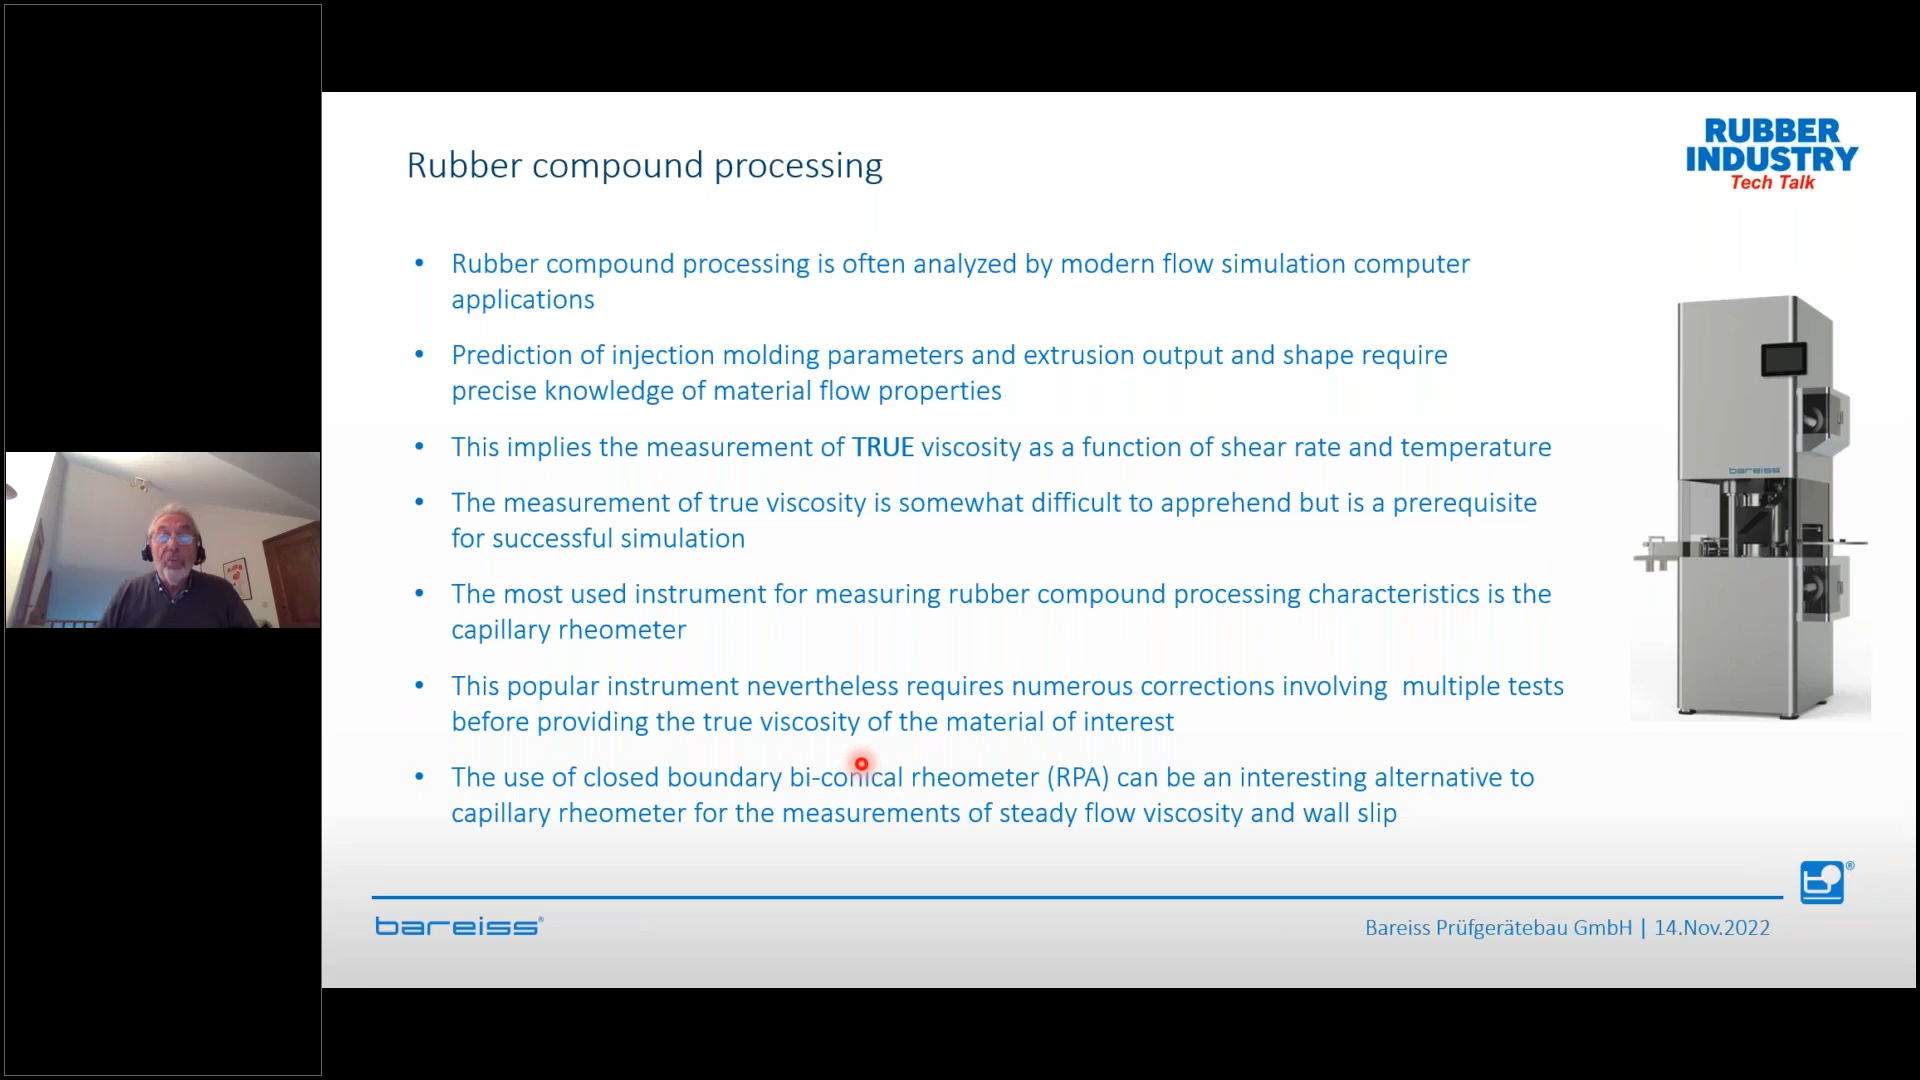 Rubber compound processing
RUBBER
INDUSTRY
Tech Talk
• Rubber compound processing is often analyzed by modern flow simulation computer
applications
• Prediction of injection molding parameters and extrusion output and shape require
precise knowledge of material flow properties
• This implies the measurement of TRUE viscosity as a function of shear rate and temperature
• The measurement of true viscosity is somewhat difficult to apprehend but is a prerequisite
for successful simulation
• The most used instrument for measuring rubber compound processing characteristics is the
capillary rheometer
• This popular instrument nevertheless requires numerous corrections involving  multiple tests
before providing the true viscosity of the material of interest
• The use of closed boundary bi-conical rheometer (RPA) can be an interesting alternative to
capillary rheometer for the measurements of steady flow viscosity and wall slip
bareiss
bareiss®
Bareiss Prüfgerätebau GmbH | 14.Nov.2022
®